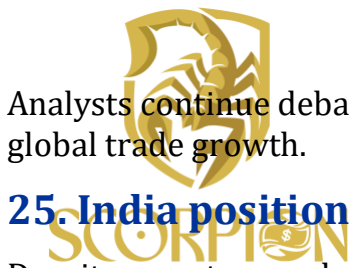 Analysts continue deba
global trade growth.
25. India position
SCORPION